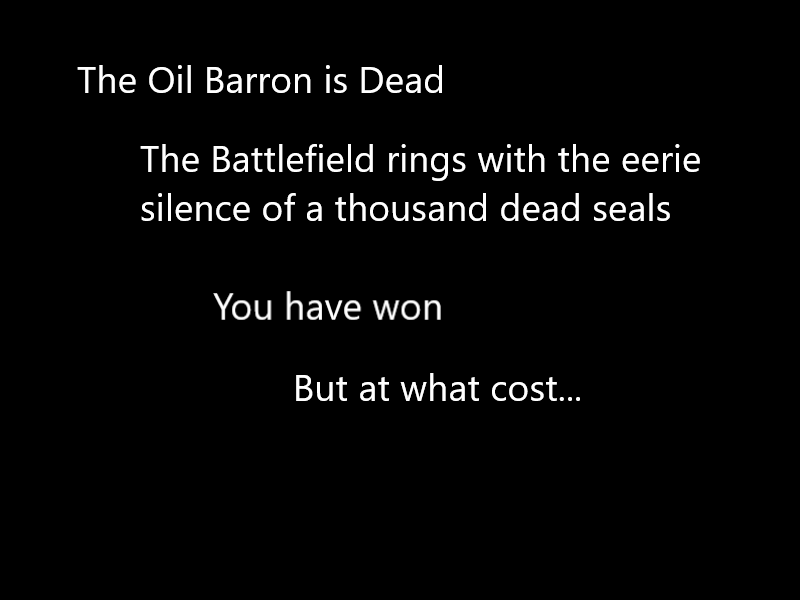 The Oil Barron is Dead
The Battlefield rings with the eerie
silence of a thousand dead seals
You have won
But at what cost...